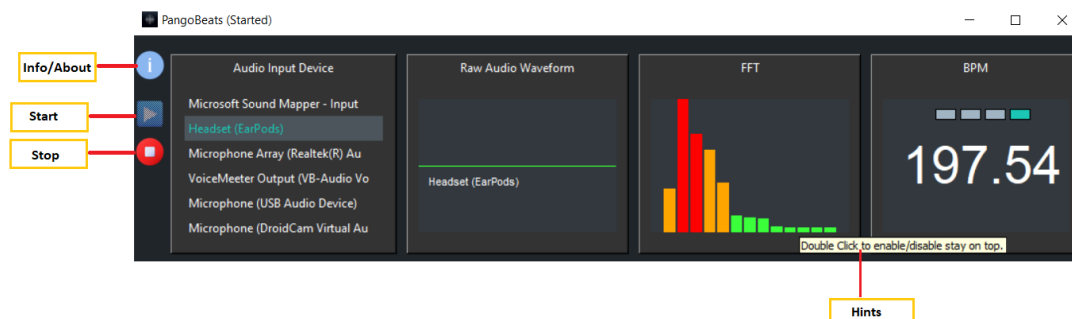 PangoBeats (Started)
Info/About
Start
Stop
i
Audio Input Device
Microsoft Sound Mapper - Input
Headset (EarPods)
Microphone Array (Realtek(R) Au
VoiceMeeter Output (VB-Audio Vo
Microphone (USB Audio Device)
Microphone (DroidCam Virtual Au
Raw Audio Waveform
Headset (EarPods)
FFT
BPM
197.54
Double Click to enable/disable stay on top.
Hints